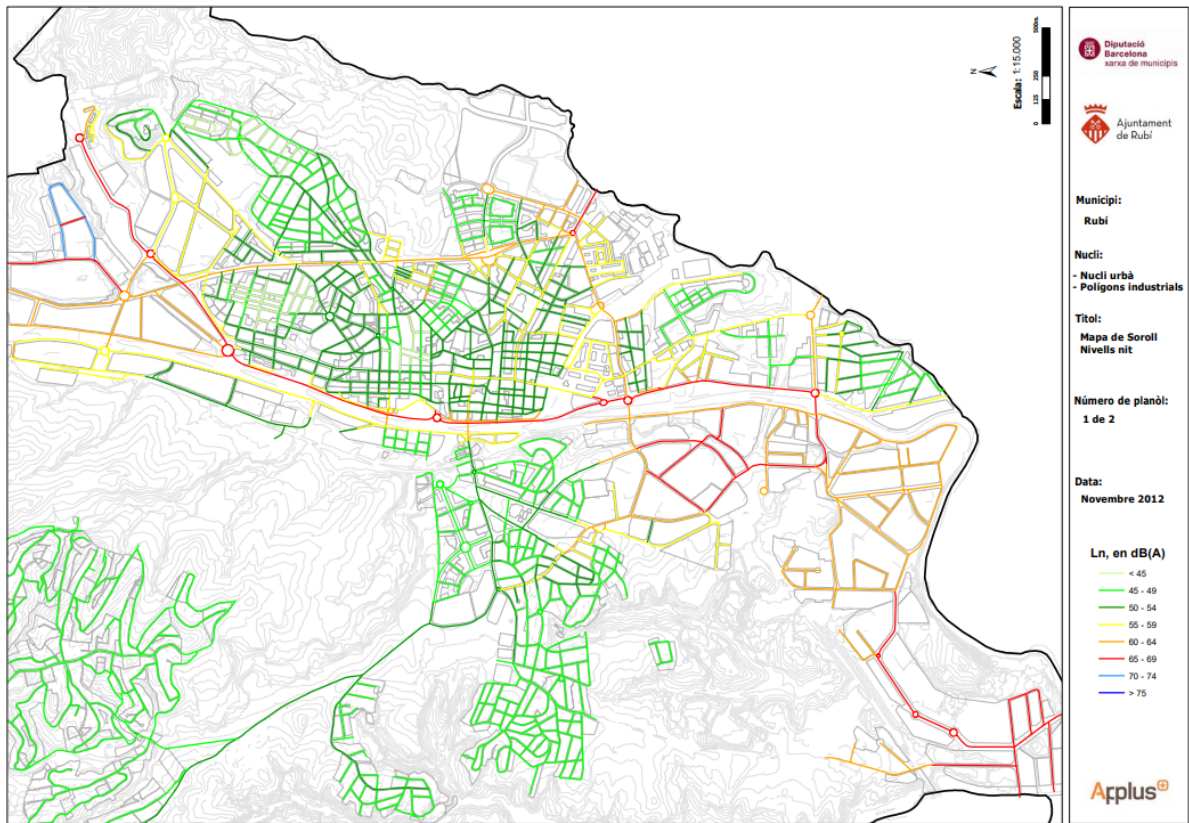 N
Escala: 1:15.000
0 125 250 500m.
Diputació
Barcelona
xarxa de municipis
Ajuntament
de Rubí
Municipi:
Rubí
Nucli:
- Nucli urbà
- Polígons industrials
Títol:
Mapa de Soroll
Nivells nit
Número de planòl:
1 de 2
Data:
Novembre 2012
Ln, en dB(A)
< 45
45 - 49
50 - 54
55 - 59
60 - 64
65 - 69
70 - 74
> 75
Applus+